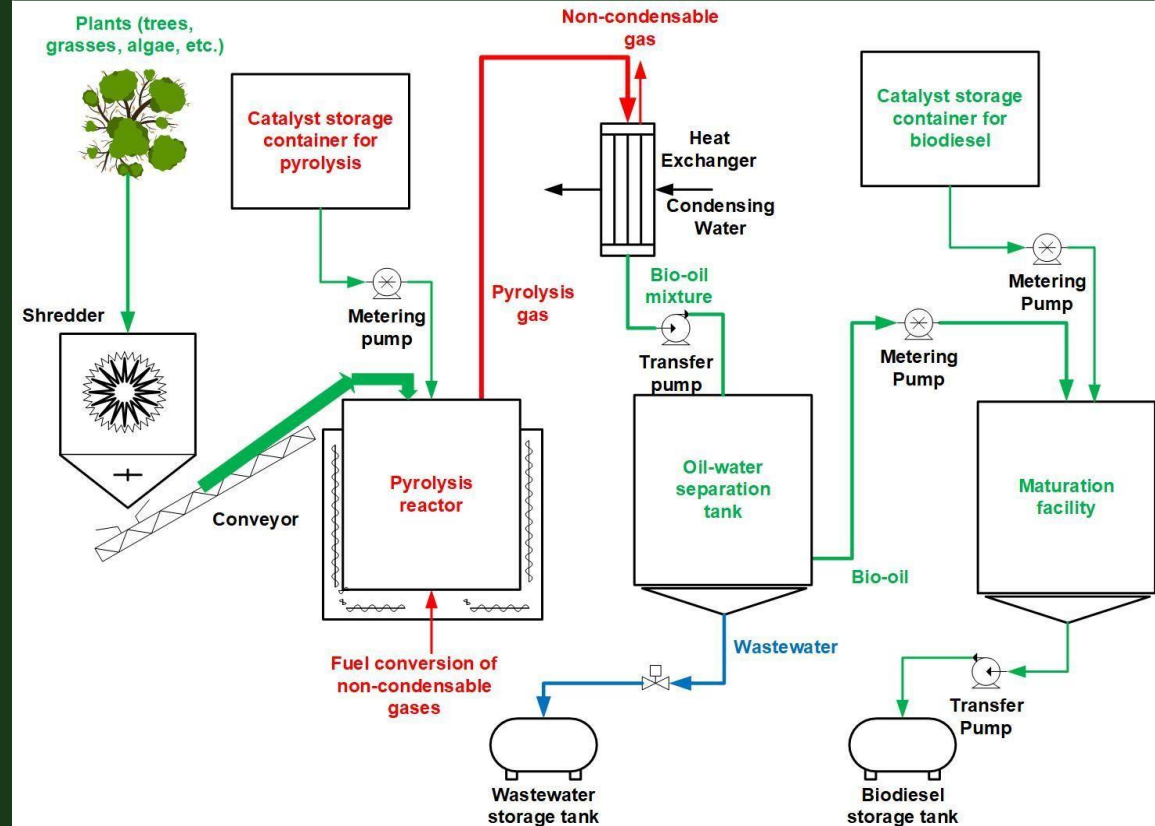 Plants (trees,
grasses, algae, etc.)
Catalyst storage
container for
pyrolysis
Non-condensable
gas
Catalyst storage
container for
biodiesel
Heat
Exchanger
Condensing
Water
Bio-oil
mixture
Metering
Pump
Shredder
Metering
pump
Pyrolysis
gas
Transfer
pump
Metering
Pump
Conveyor
Pyrolysis
reactor
Oil-water
separation
tank
Maturation
facility
Bio-oil
Wastewater
Fuel conversion of
non-condensable
gases
Transfer
Pump
Wastewater
storage tank
Biodiesel
storage tank